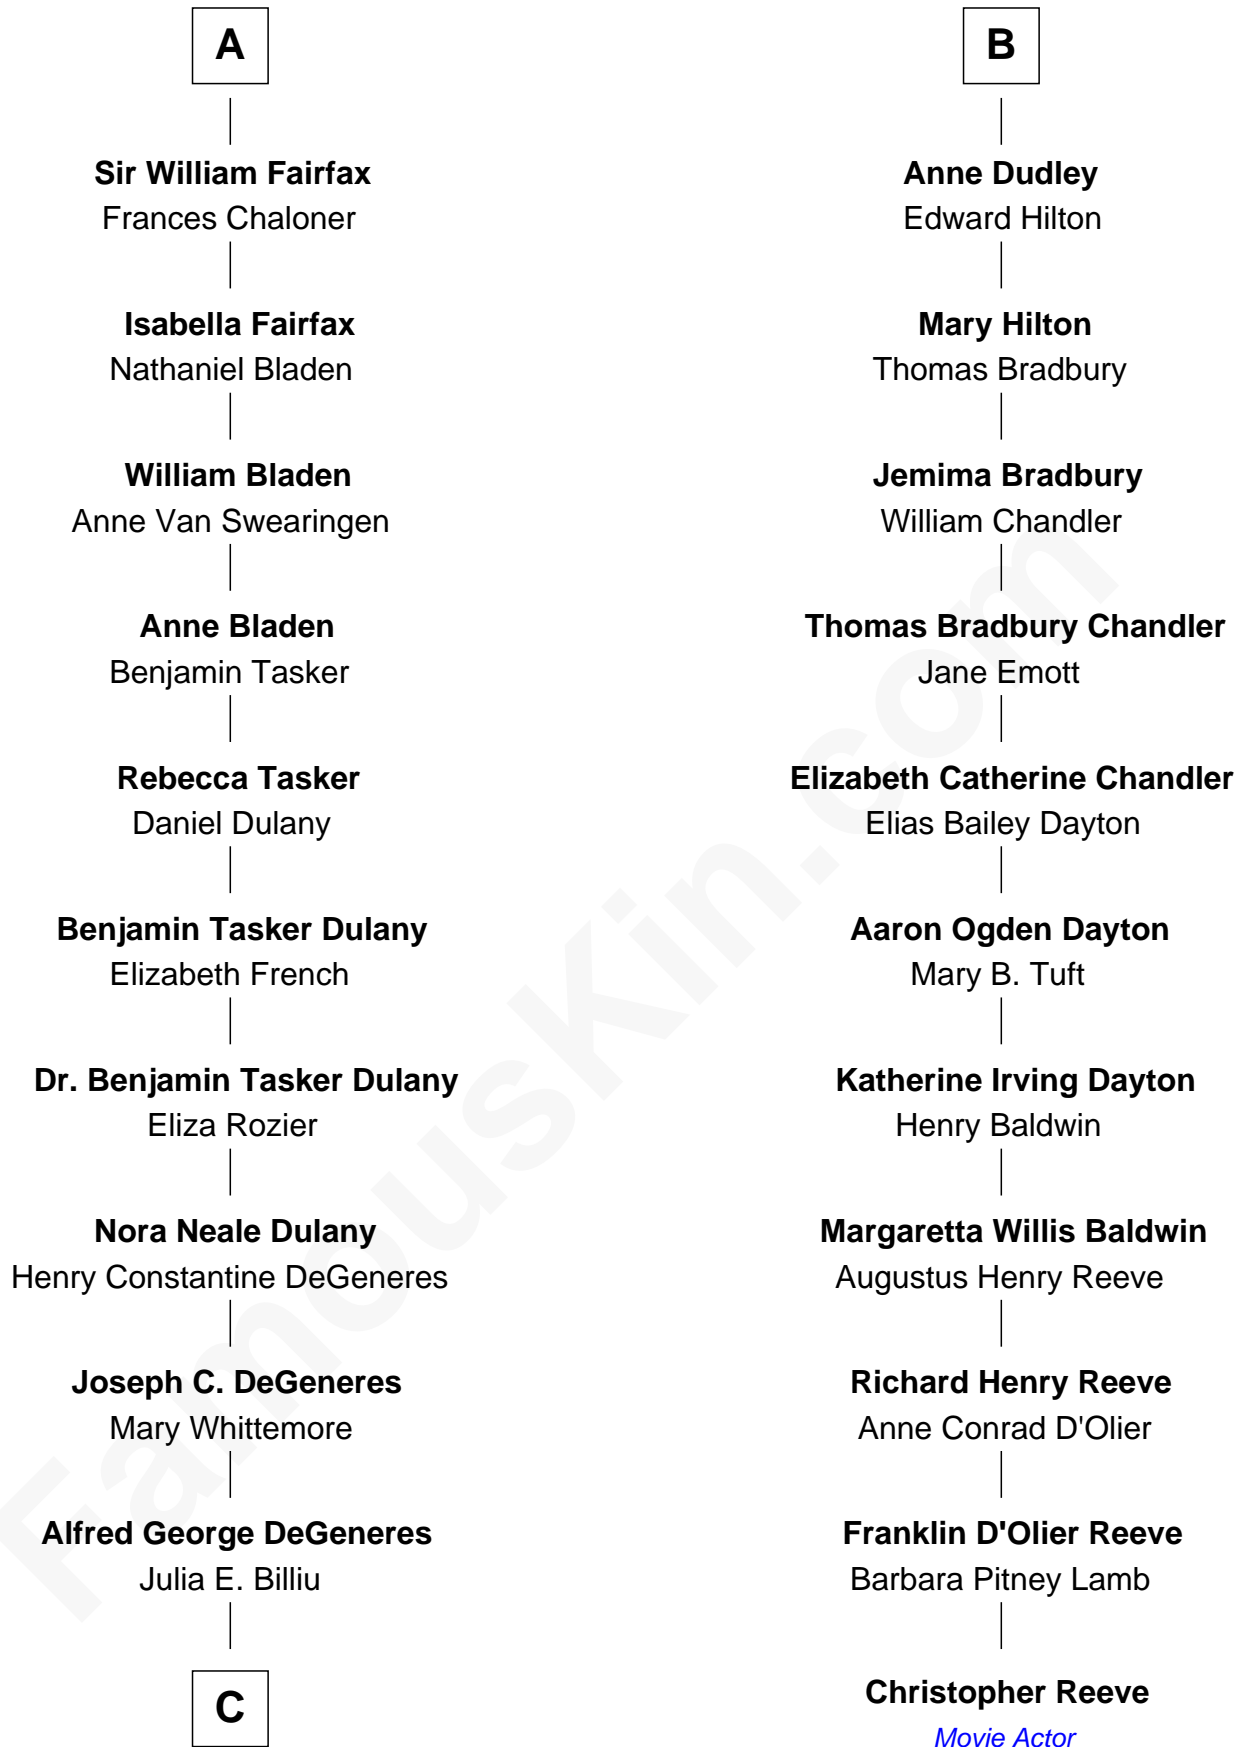 A
Sir William Fairfax
Frances Chaloner
Isabella Fairfax
Nathaniel Bladen
William Bladen
Anne Van Swearingen
Anne Bladen
Benjamin Tasker
Rebecca Tasker
Daniel Dulany
Benjamin Tasker Dulany
Elizabeth French
Dr. Benjamin Tasker Dulany
Eliza Rozier
Nora Neale Dulany
Henry Constantine DeGeneres
Joseph C. DeGeneres
Mary Whittemore
Alfred George DeGeneres
Julia E. Billiu
C
B
Anne Dudley
Edward Hilton
Mary Hilton
Thomas Bradbury
Jemima Bradbury
William Chandler
Thomas Bradbury Chandler
Jane Emott
Elizabeth Catherine Chandler
Elias Bailey Dayton
Aaron Ogden Dayton
Mary B. Tuft
Katherine Irving Dayton
Henry Baldwin
Margaretta Willis Baldwin
Augustus Henry Reeve
Richard Henry Reeve
Anne Conrad D'Olier
Franklin D'Olier Reeve
Barbara Pitney Lamb
Christopher Reeve
Movie Actor
FamousKin.com